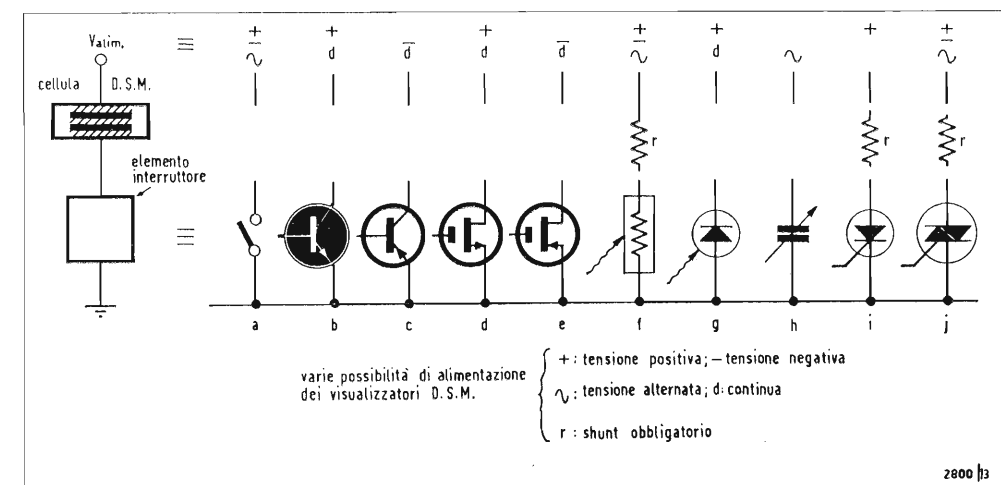 Valim.
cellula D.S.M.
elemento
interruttore
+ + + + + +
− d d̅ d d̅ − d ∿ −
∿ ∿ ∿
r r r
a b c d e f g h i j
varie possibilità di alimentazione
dei visualizzatori D.S.M.
+ : tensione positiva; − tensione negativa
∿ : tensione alternata; d: continua
r : shunt obbligatorio
2800/13